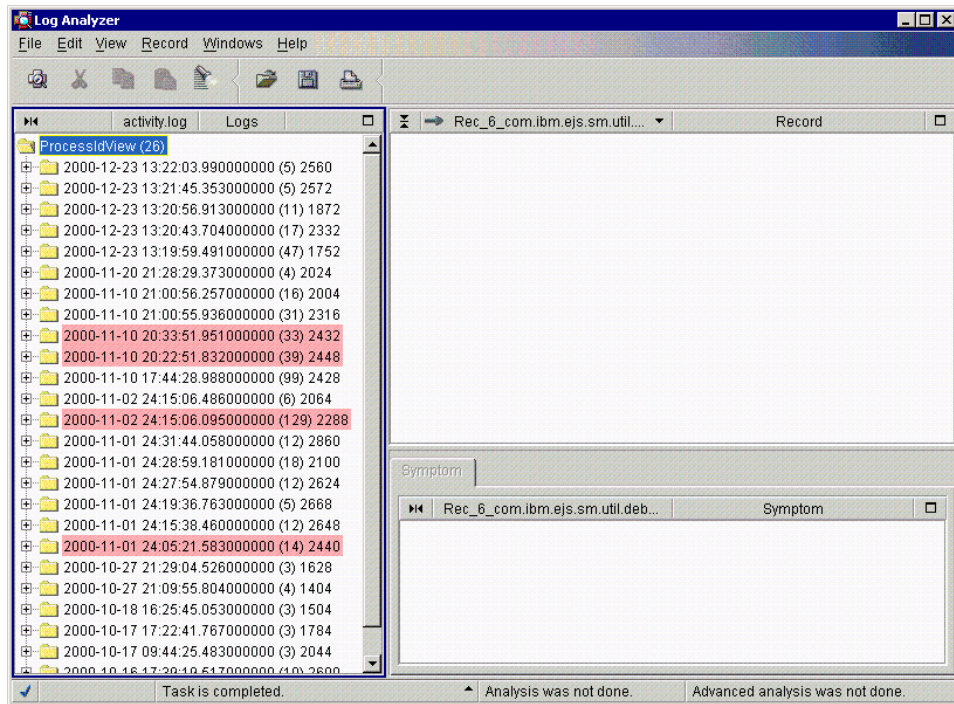 Log Analyzer
File Edit View Record Windows Help
activity.log Logs
Rec_6_com.ibm.ejs.sm.util.... Record
ProcessIdView (26)
2000-12-23 13:22:03.990000000 (5) 2560
2000-12-23 13:21:45.353000000 (5) 2572
2000-12-23 13:20:56.913000000 (11) 1872
2000-12-23 13:20:43.704000000 (17) 2332
2000-12-23 13:19:59.491000000 (47) 1752
2000-11-20 21:28:29.373000000 (4) 2024
2000-11-10 21:00:56.257000000 (16) 2004
2000-11-10 21:00:55.936000000 (31) 2316
2000-11-10 20:33:51.951000000 (33) 2432
2000-11-10 20:22:51.832000000 (39) 2448
2000-11-10 17:44:28.988000000 (99) 2428
2000-11-02 24:15:06.486000000 (6) 2064
2000-11-02 24:15:06.095000000 (129) 2288
2000-11-01 24:31:44.058000000 (12) 2860
2000-11-01 24:28:59.181000000 (18) 2100
2000-11-01 24:27:54.879000000 (12) 2624
2000-11-01 24:19:36.763000000 (5) 2668
2000-11-01 24:15:38.460000000 (12) 2648
2000-11-01 24:05:21.583000000 (14) 2440
2000-10-27 21:29:04.526000000 (3) 1628
2000-10-27 21:09:55.804000000 (4) 1404
2000-10-18 16:25:45.053000000 (3) 1504
2000-10-17 17:22:41.767000000 (3) 1784
2000-10-17 09:44:25.483000000 (3) 2044
2000-10-16 17:39:19.517000000 (10) 2600
Symptom
Rec_6_com.ibm.ejs.sm.util.deb... Symptom
Task is completed. Analysis was not done. Advanced analysis was not done.